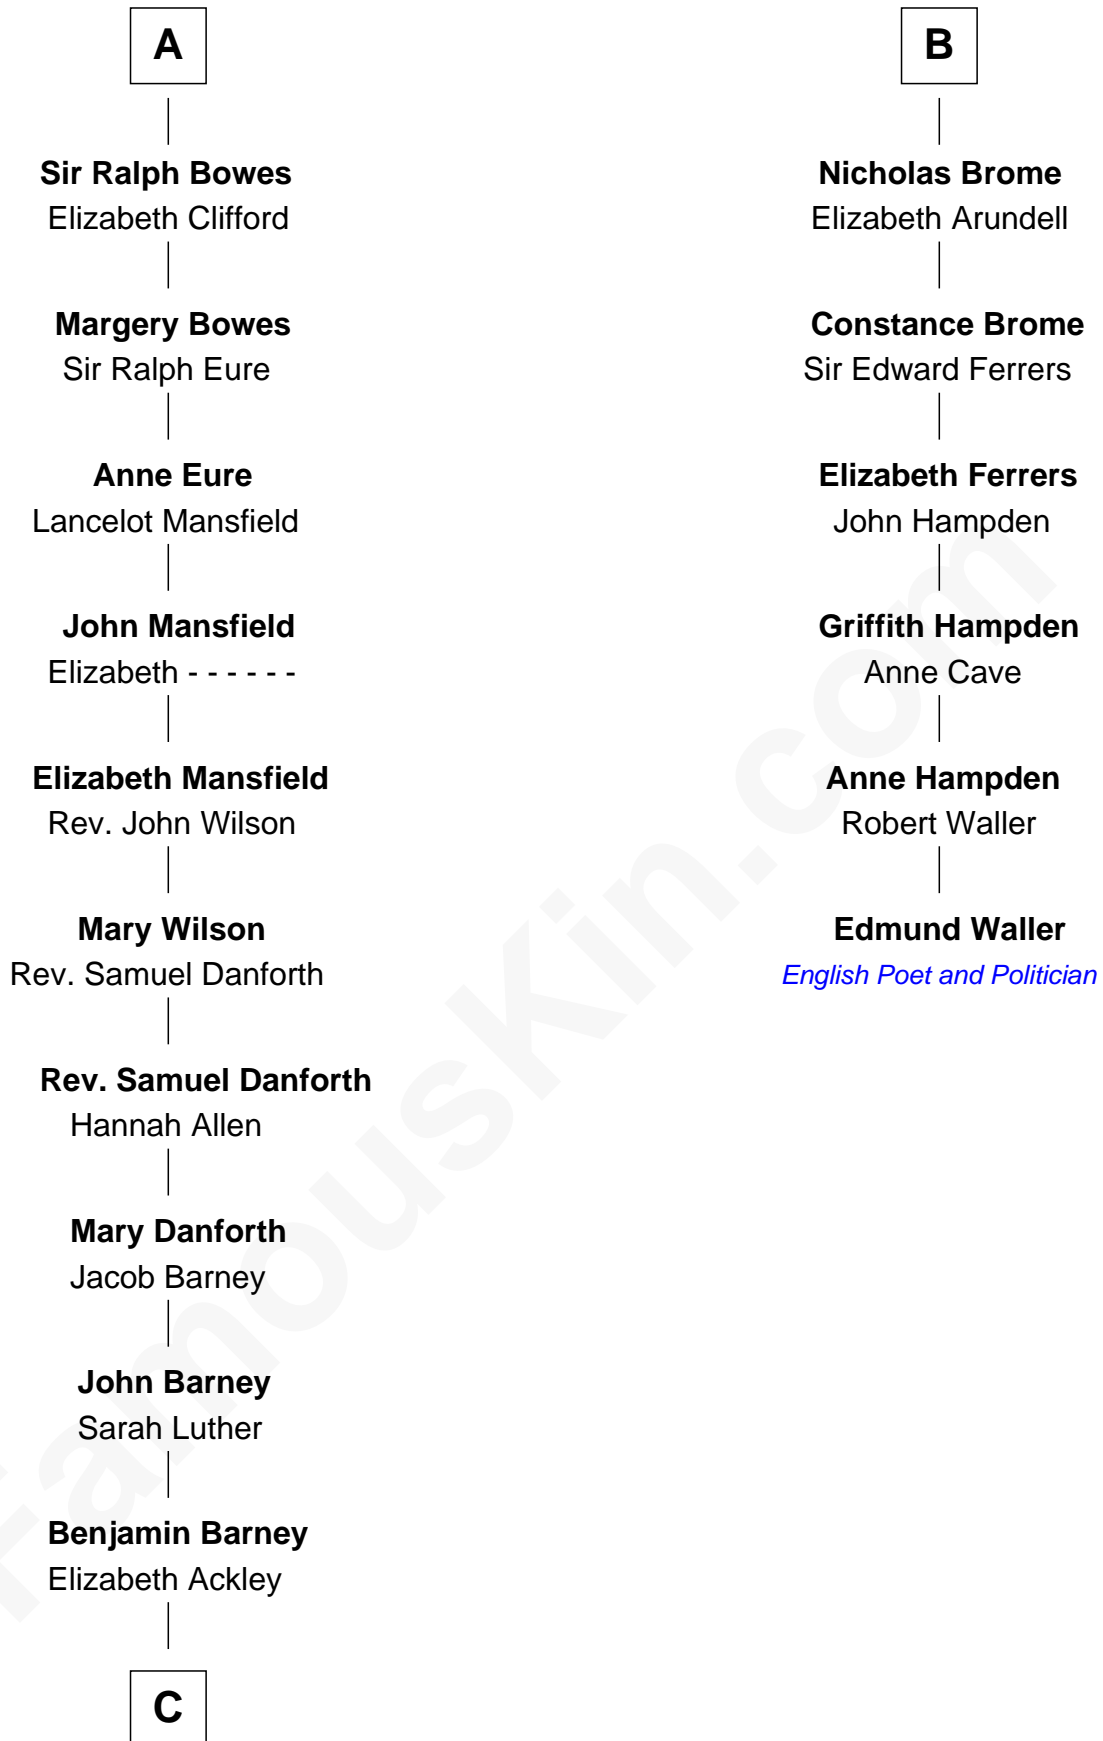 A
Sir Ralph Bowes
Elizabeth Clifford
Margery Bowes
Sir Ralph Eure
Anne Eure
Lancelot Mansfield
John Mansfield
Elizabeth - - - - - -
Elizabeth Mansfield
Rev. John Wilson
Mary Wilson
Rev. Samuel Danforth
Rev. Samuel Danforth
Hannah Allen
Mary Danforth
Jacob Barney
John Barney
Sarah Luther
Benjamin Barney
Elizabeth Ackley
C
B
Nicholas Brome
Elizabeth Arundell
Constance Brome
Sir Edward Ferrers
Elizabeth Ferrers
John Hampden
Griffith Hampden
Anne Cave
Anne Hampden
Robert Waller
Edmund Waller
English Poet and Politician
FamousKin.com